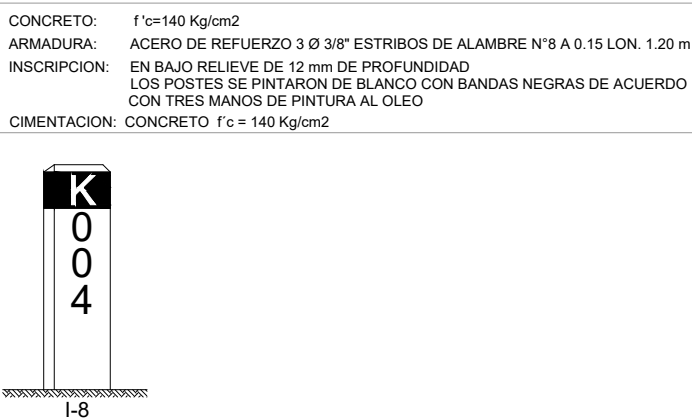 CONCRETO: f 'c=140 Kg/cm2
ARMADURA: ACERO DE REFUERZO 3 Ø 3/8" ESTRIBOS DE ALAMBRE N°8 A 0.15 LON. 1.20 m
INSCRIPCION: EN BAJO RELIEVE DE 12 mm DE PROFUNDIDAD
LOS POSTES SE PINTARON DE BLANCO CON BANDAS NEGRAS DE ACUERDO
CON TRES MANOS DE PINTURA AL OLEO
CIMENTACION: CONCRETO f´c = 140 Kg/cm2
K
0
0
4
I-8